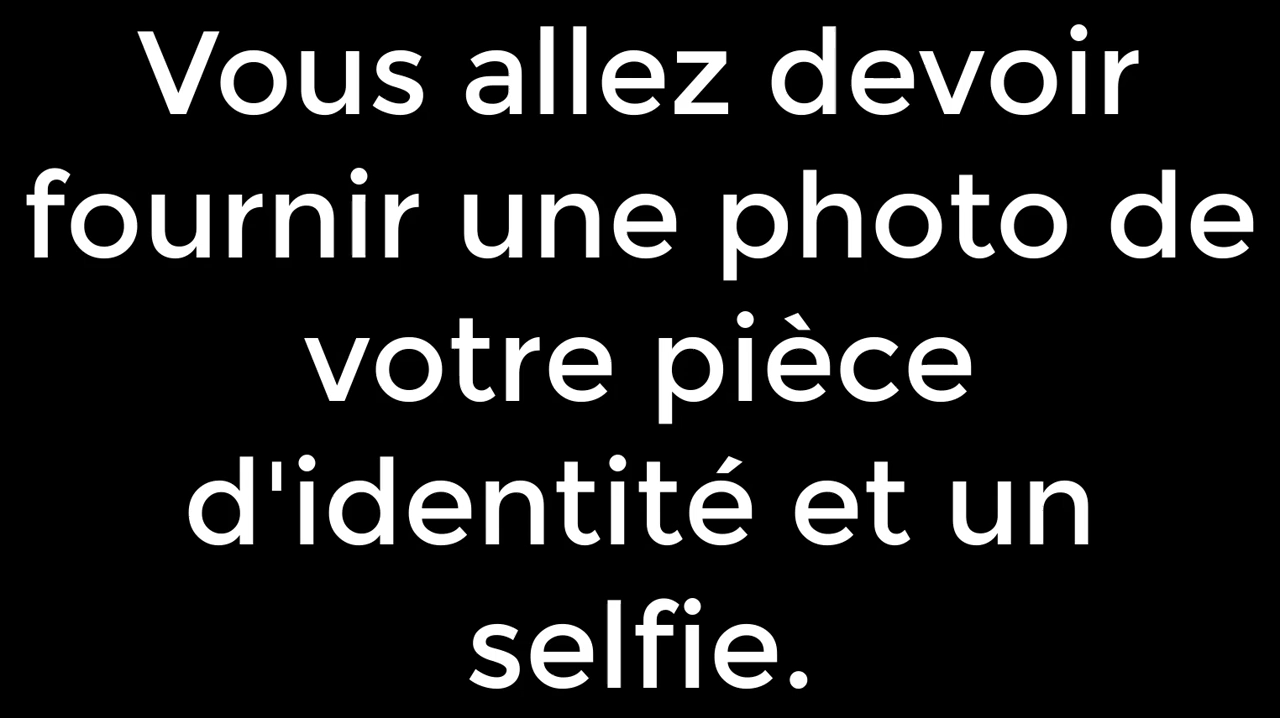 Vous allez devoir
fournir une photo de
votre pièce
d'identité et un
selfie.